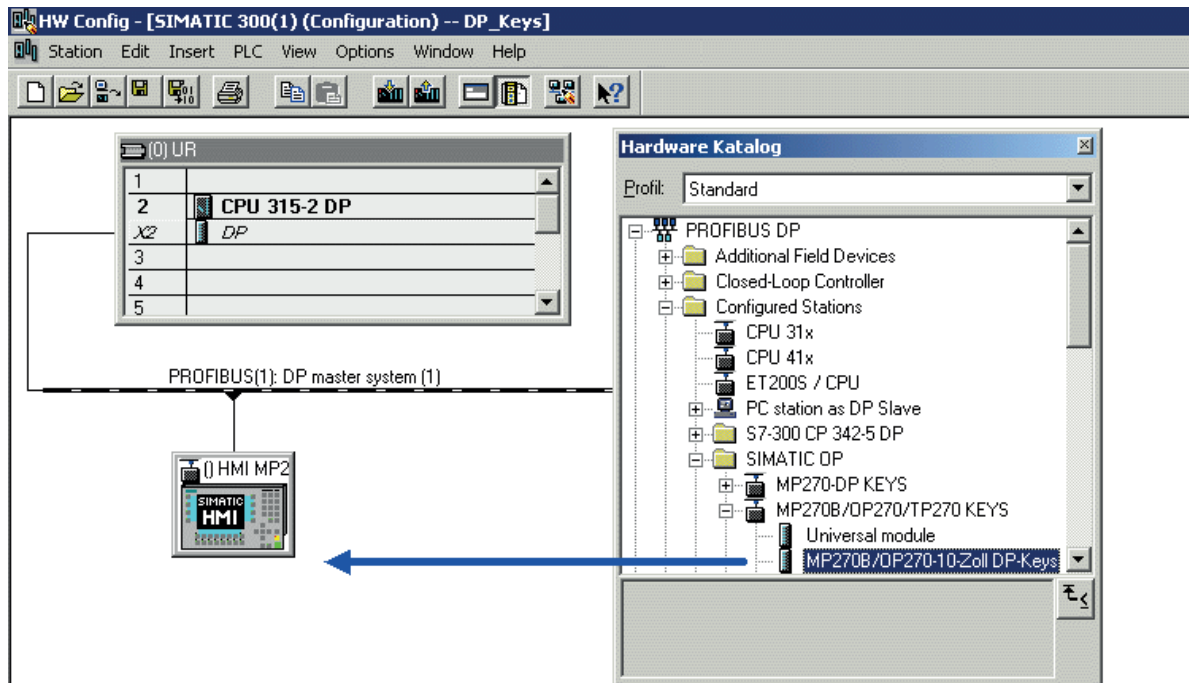 HW Config - [SIMATIC 300(1) (Configuration) -- DP_Keys]
Station Edit Insert PLC View Options Window Help
(0) UR
1
2 CPU 315-2 DP
X2 DP
3
4
5
PROFIBUS(1): DP master system (1)
() HMI MP2
SIMATIC
HMI
Hardware Katalog
Profil: Standard
PROFIBUS DP
Additional Field Devices
Closed-Loop Controller
Configured Stations
CPU 31x
CPU 41x
ET200S / CPU
PC station as DP Slave
S7-300 CP 342-5 DP
SIMATIC OP
MP270-DP KEYS
MP270B/OP270/TP270 KEYS
Universal module
MP270B/OP270-10-Zoll DP-Keys